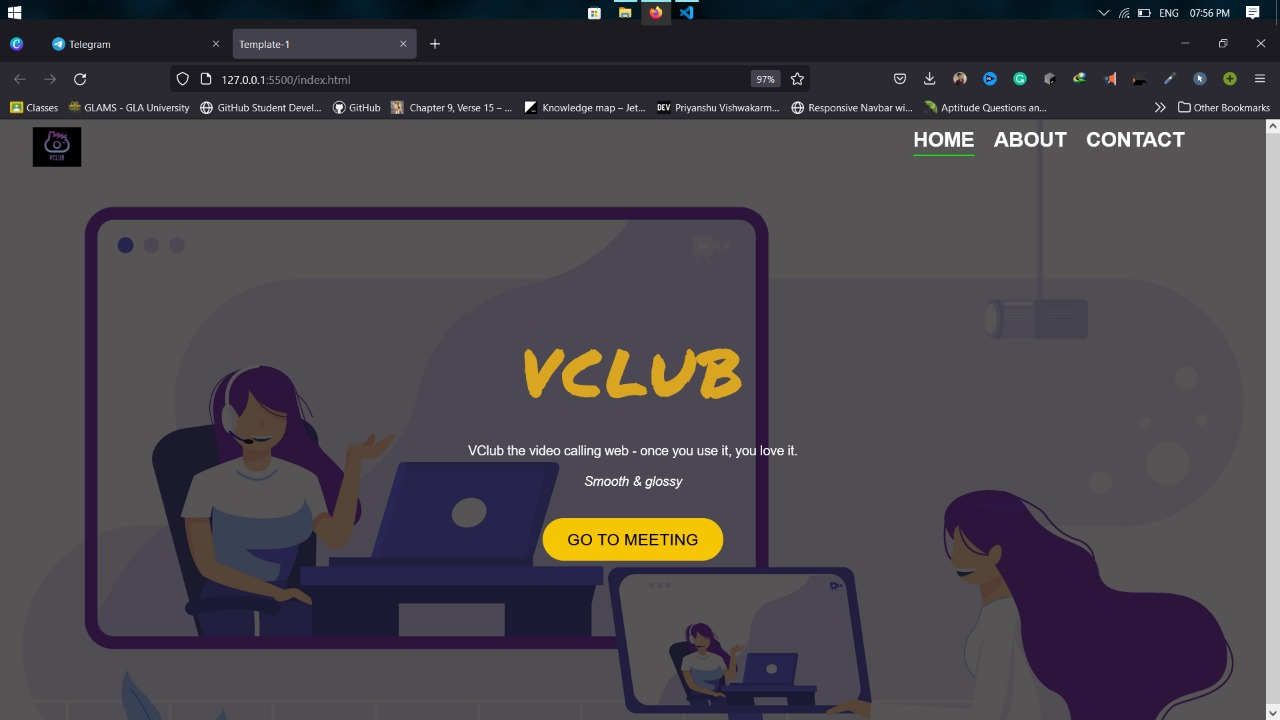 ENG 07:56 PM
Telegram
Template-1
127.0.0.1:5500/index.html 97%
Classes GLAMS - GLA University GitHub Student Devel... GitHub Chapter 9, Verse 15 – ... Knowledge map – Jet... DEV Priyanshu Vishwakarm... Responsive Navbar wi... Aptitude Questions an... Other Bookmarks
VCLUB
HOME ABOUT CONTACT
VCLUB
VClub the video calling web - once you use it, you love it.
Smooth & glossy
GO TO MEETING